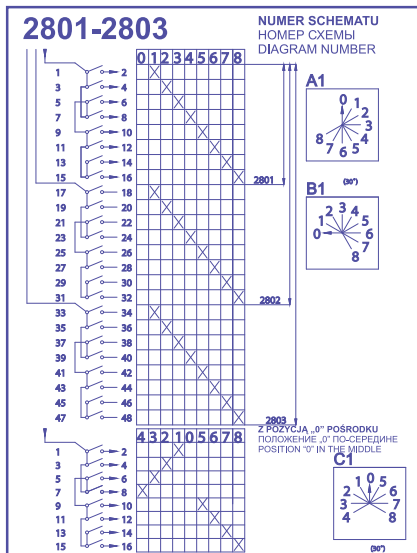 2801-2803
NUMER SCHEMATU
НОМЕР СХЕМЫ
DIAGRAM NUMBER
0 1 2 3 4 5 6 7 8
1 2
3 4
5 6
7 8
9 10
11 12
13 14
15 16
2801
17 18
19 20
21 22
23 24
25 26
27 28
29 30
31 32
2802
33 34
35 36
37 38
39 40
41 42
43 44
45 46
47 48
2803
A1
0 1 2 3 4 5 6 7 8
(30°)
B1
0 1 2 3 4 5 6 7 8
Z POZYCJĄ „0" POŚRODKU
ПОЛОЖЕНИЕ „0" ПО-СЕРЕДИНЕ
POSITION "0" IN THE MIDDLE
4 3 2 1 0 5 6 7 8
1 2
3 4
5 6
7 8
9 10
11 12
13 14
15 16
C1
4 3 2 1 0 5 6 7 8
(30°)